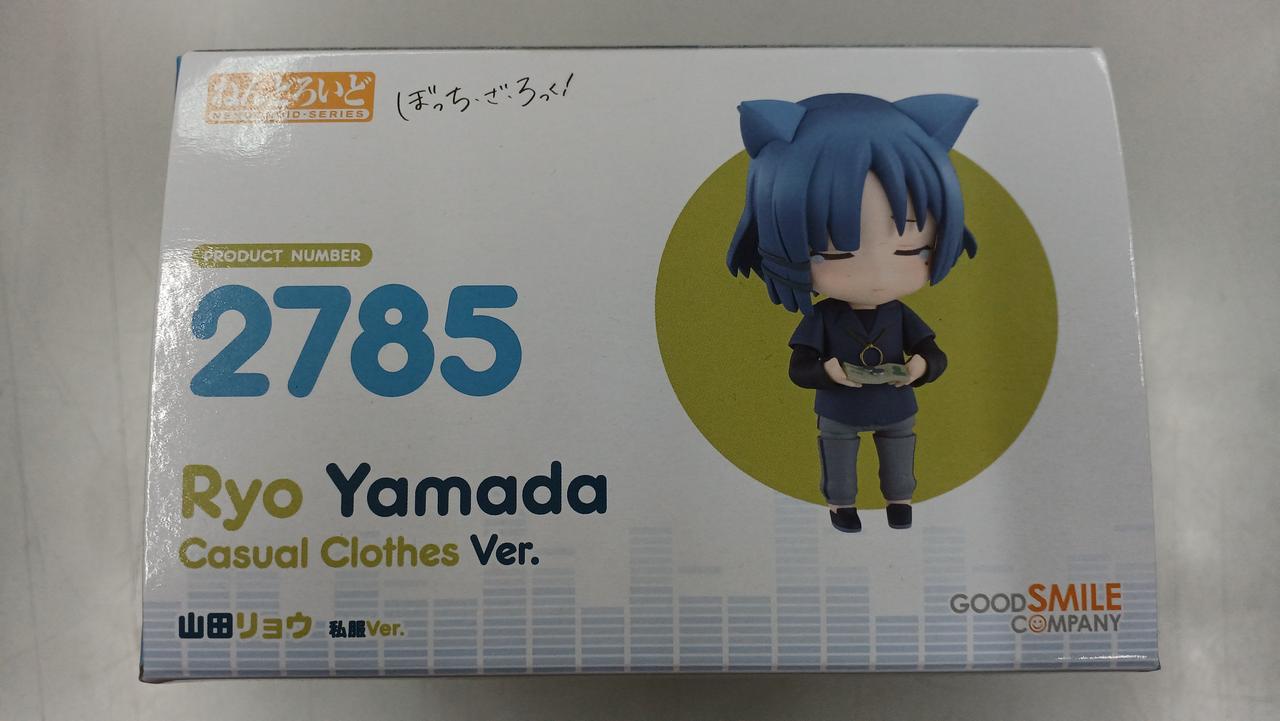 ねんどろいど
NENDOROID·SERIES
ぼっち・ざ・ろっく!
PRODUCT NUMBER
2785
Ryo Yamada
Casual Clothes Ver.
山田リョウ 私服Ver.
GOOD SMILE
COMPANY